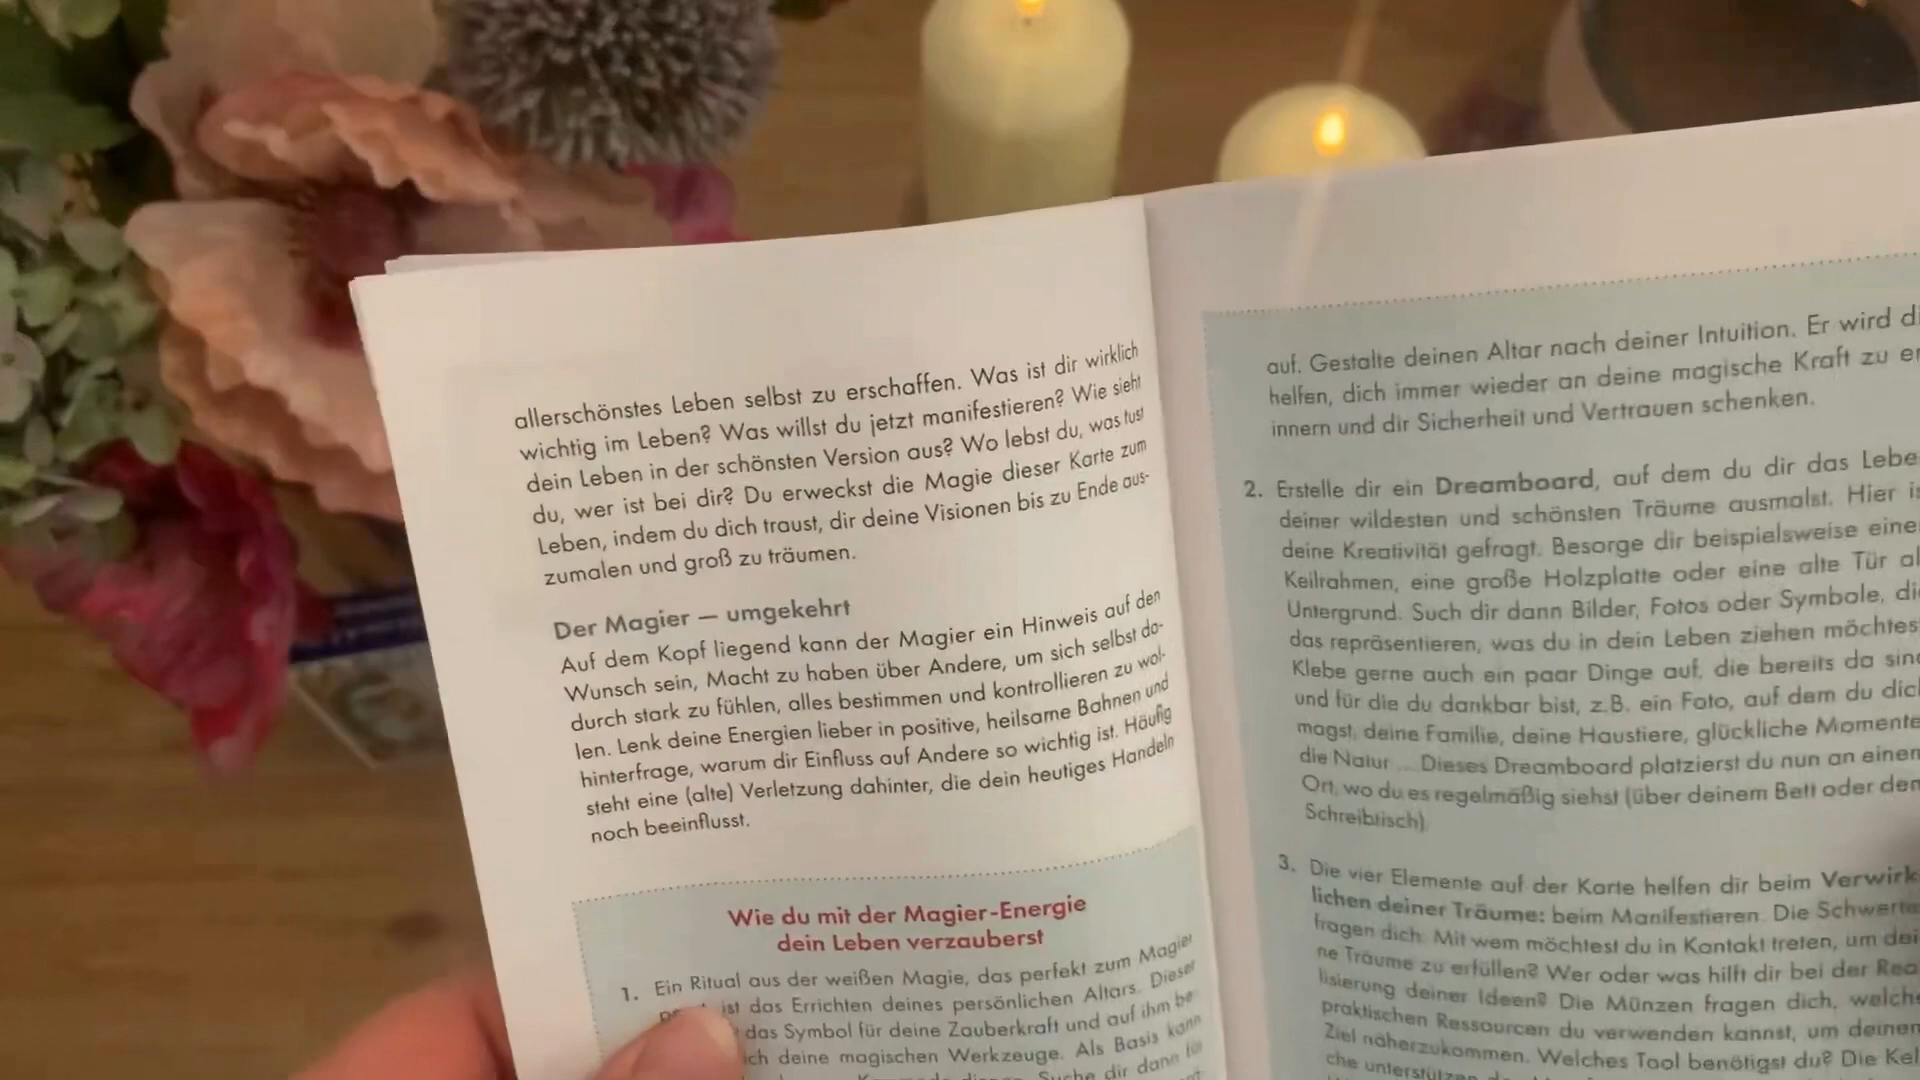 allerschönstes Leben selbst zu erschaffen. Was ist dir wirklich
wichtig im Leben? Was willst du jetzt manifestieren? Wie sieht
dein Leben in der schönsten Version aus? Wo lebst du, was tust
du, wer ist bei dir? Du erweckst die Magie dieser Karte zum
Leben, indem du dich traust, dir deine Visionen bis zu Ende aus-
zumalen und groß zu träumen.
Der Magier – umgekehrt
Auf dem Kopf liegend kann der Magier ein Hinweis auf den
Wunsch sein, Macht zu haben über Andere, um sich selbst da-
durch stark zu fühlen, alles bestimmen und kontrollieren zu wol-
len. Lenk deine Energien lieber in positive, heilsame Bahnen und
hinterfrage, warum dir Einfluss auf Andere so wichtig ist. Häufig
steht eine (alte) Verletzung dahinter, die dein heutiges Handeln
noch beeinflusst.
Wie du mit der Magier-Energie
dein Leben verzauberst
1. Ein Ritual aus der weißen Magie, das perfekt zum Magier
ist das Errichten deines persönlichen Altars. Dieser
das Symbol für deine Zauberkraft und auf ihm be-
deine magischen Werkzeuge. Als Basis kann
Suche dir dann für
auf. Gestalte deinen Altar nach deiner Intuition. Er wird
helfen, dich immer wieder an deine magische Kraft zu
innern und dir Sicherheit und Vertrauen schenken.
2. Erstelle dir ein Dreamboard, auf dem du dir das
deiner wildesten und schönsten Träume ausmalst. Hier
deine Kreativität gefragt. Besorge dir beispielsweise
Keilrahmen, eine große Holzplatte oder eine alte Tür
Untergrund. Such dir dann Bilder, Fotos oder Symbole,
das repräsentieren, was du in dein Leben ziehen
Klebe gerne auch ein paar Dinge auf, die bereits da
und für die du dankbar bist, z.B. ein Foto, auf dem du
magst, deine Familie, deine Haustiere, glückliche Momente
die Natur ... Dieses Dreamboard platzierst du nun an
Ort, wo du es regelmäßig siehst (über deinem Bett oder
Schreibtisch).
3. Die vier Elemente auf der Karte helfen dir beim Verwirk
lichen deiner Träume: beim Manifestieren. Die
fragen dich: Mit wem möchtest du in Kontakt treten, um
ne Träume zu erfüllen? Wer oder was hilft dir bei der
lisierung deiner Ideen? Die Münzen fragen dich,
praktischen Ressourcen du verwenden kannst, um deinem
Ziel näherzukommen. Welches Tool benötigst du? Die
che unterstützen